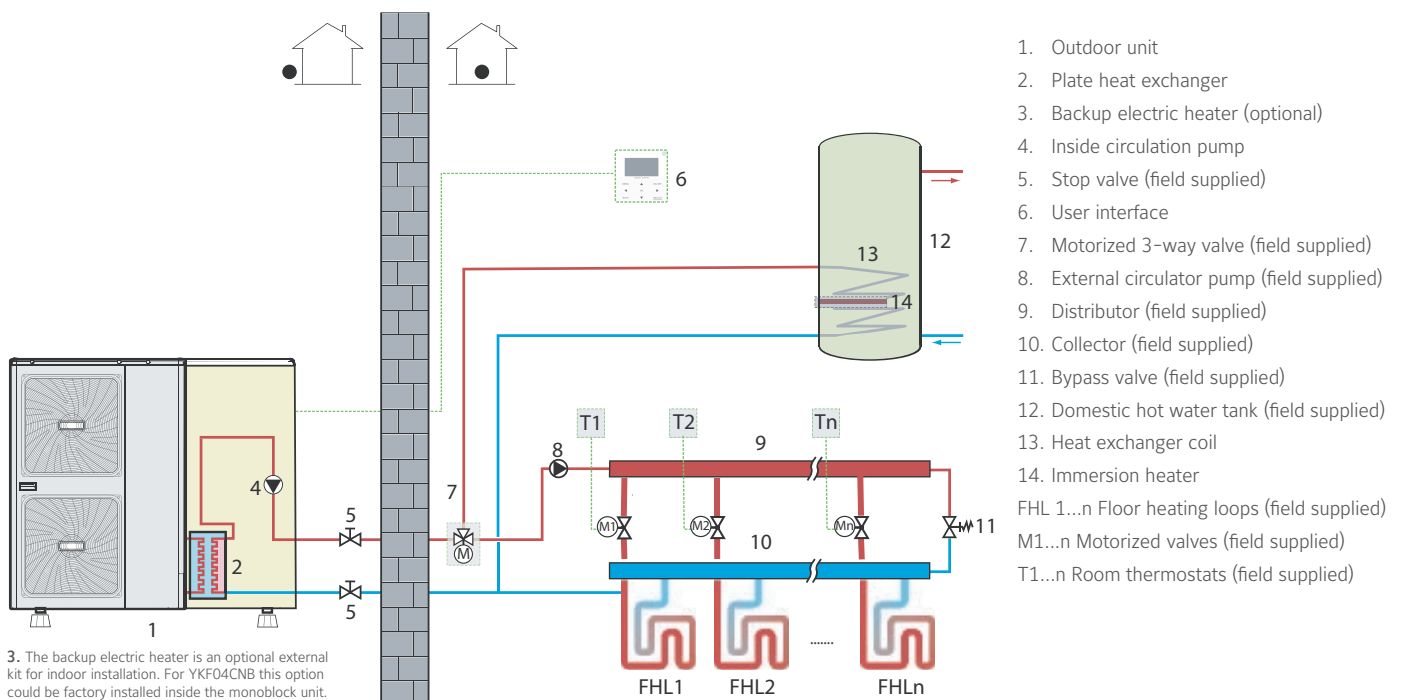 1. Outdoor unit
2. Plate heat exchanger
3. Backup electric heater (optional)
4. Inside circulation pump
5. Stop valve (field supplied)
6. User interface
7. Motorized 3-way valve (field supplied)
8. External circulator pump (field supplied)
9. Distributor (field supplied)
10. Collector (field supplied)
11. Bypass valve (field supplied)
12. Domestic hot water tank (field supplied)
13. Heat exchanger coil
14. Immersion heater
FHL 1...n Floor heating loops (field supplied)
M1...n Motorized valves (field supplied)
T1...n Room thermostats (field supplied)
6
12
13
14
T1
T2
Tn
8
9
7
4
5
M
M1
M2
Mn
11
10
2
5
1
FHL1
FHL2
.......
FHLn
3. The backup electric heater is an optional external
kit for indoor installation. For YKF04CNB this option
could be factory installed inside the monoblock unit.